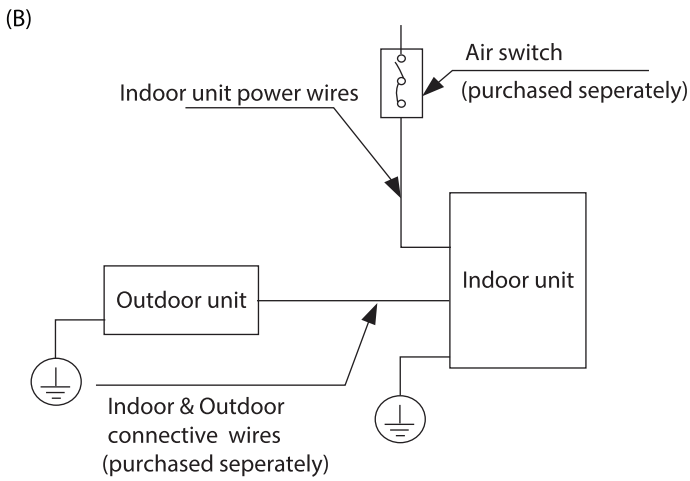 (B)
Air switch
(purchased seperately)
Indoor unit power wires
Indoor unit
Outdoor unit
Indoor & Outdoor
connective wires
(purchased seperately)